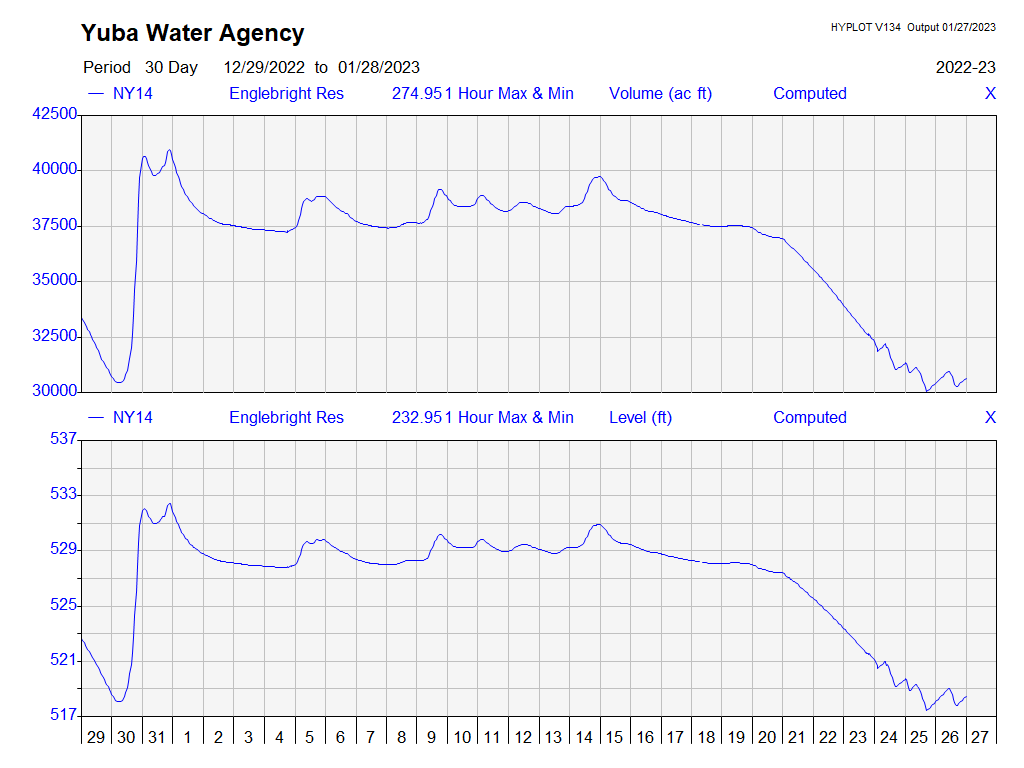 Yuba Water Agency
HYPLOT V134 Output 01/27/2023
Period 30 Day 12/29/2022 to 01/28/2023 2022-23
NY14 Englebright Res 274.951 Hour Max & Min Volume (ac ft) Computed X
42500
40000
37500
35000
32500
30000
NY14 Englebright Res 232.951 Hour Max & Min Level (ft) Computed X
537
533
529
525
521
517
29 30 31 1 2 3 4 5 6 7 8 9 10 11 12 13 14 15 16 17 18 19 20 21 22 23 24 25 26 27